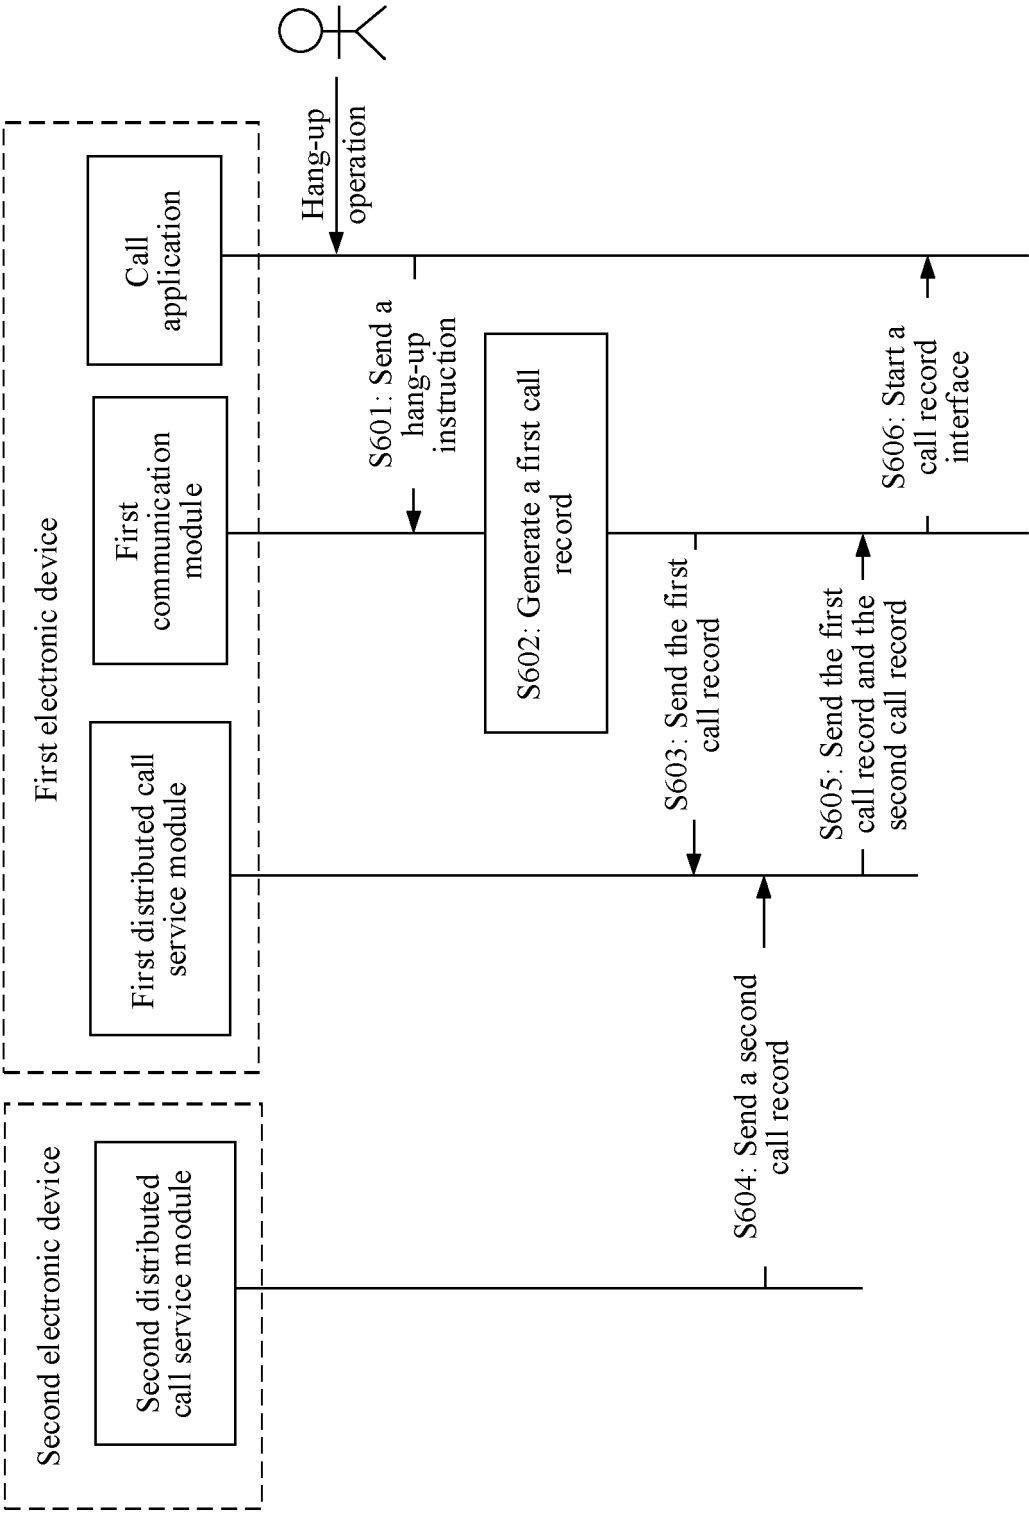 Second electronic device
First electronic device
Second distributed
call service module
First distributed call
service module
First
communication
module
Call
application
Hang-up
operation
S601: Send a
hang-up
instruction
S602: Generate a first call
record
S603: Send the first
call record
S604: Send a second
call record
S605: Send the first
call record and the
second call record
S606: Start a
call record
interface